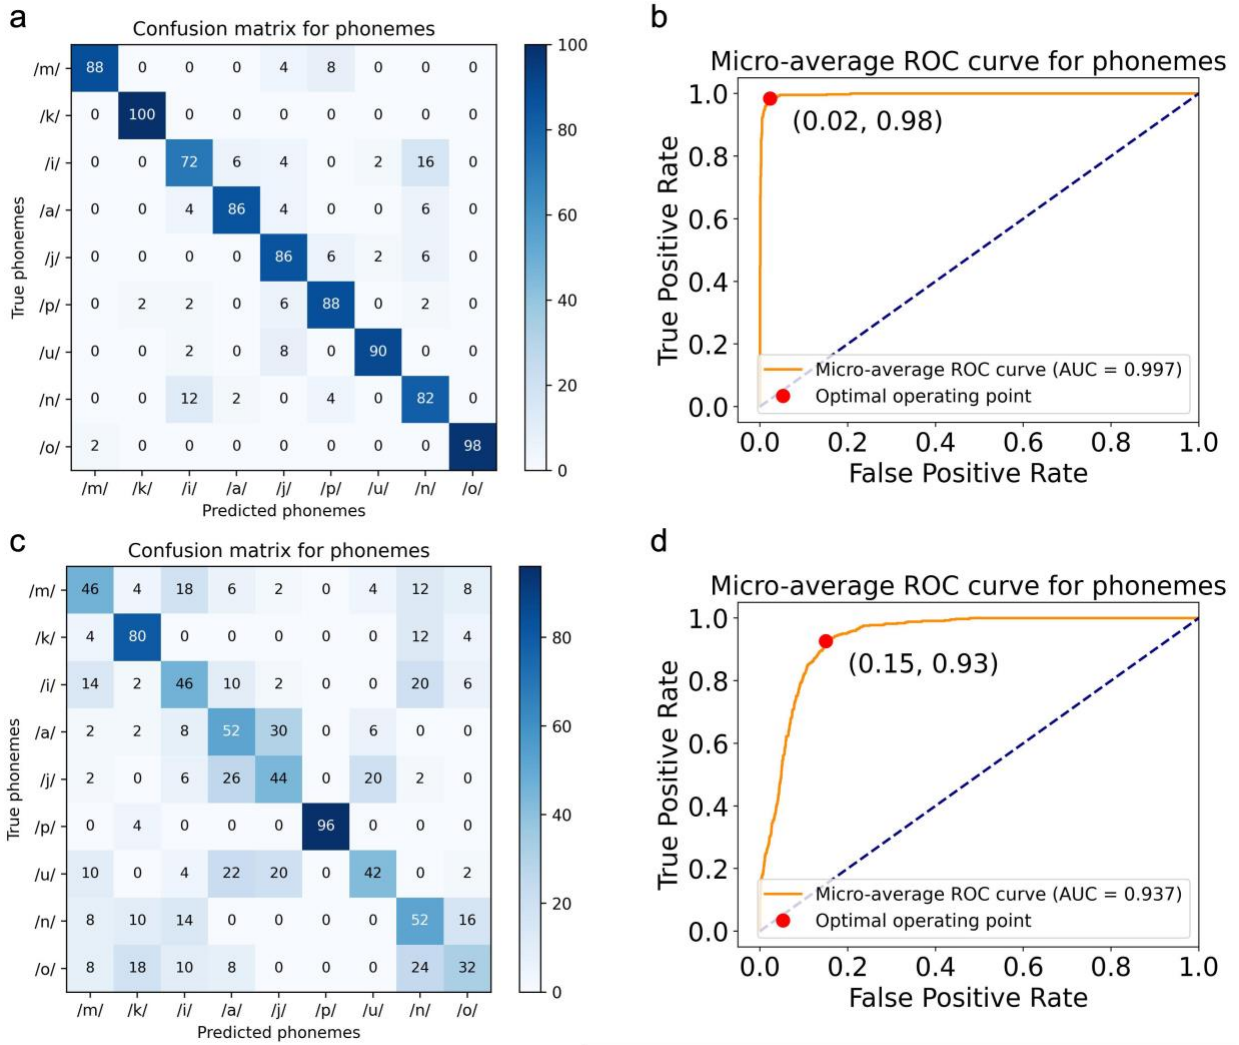 a
Confusion matrix for phonemes
/m/ 88 0 0 0 4 8 0 0 0
/k/ 0 100 0 0 0 0 0 0 0
/i/ 0 0 72 6 4 0 2 16 0
/a/ 0 0 4 86 4 0 0 6 0
/j/ 0 0 0 0 86 6 2 6 0
/p/ 0 2 2 0 6 88 0 2 0
/u/ 0 0 2 0 8 0 90 0 0
/n/ 0 0 12 2 0 4 0 82 0
/o/ 2 0 0 0 0 0 0 0 98
/m/ /k/ /i/ /a/ /j/ /p/ /u/ /n/ /o/
Predicted phonemes
True phonemes
100
80
60
40
20
0
b
Micro-average ROC curve for phonemes
1.0
0.8
0.6
0.4
0.2
0.0
True Positive Rate
(0.02, 0.98)
Micro-average ROC curve (AUC = 0.997)
Optimal operating point
0.0 0.2 0.4 0.6 0.8 1.0
False Positive Rate
c
Confusion matrix for phonemes
/m/ 46 4 18 6 2 0 4 12 8
/k/ 4 80 0 0 0 0 0 12 4
/i/ 14 2 46 10 2 0 0 20 6
/a/ 2 2 8 52 30 0 6 0 0
/j/ 2 0 6 26 44 0 20 2 0
/p/ 0 4 0 0 0 96 0 0 0
/u/ 10 0 4 22 20 0 42 0 2
/n/ 8 10 14 0 0 0 0 52 16
/o/ 8 18 10 8 0 0 0 24 32
/m/ /k/ /i/ /a/ /j/ /p/ /u/ /n/ /o/
Predicted phonemes
True phonemes
80
60
40
20
0
d
Micro-average ROC curve for phonemes
1.0
0.8
0.6
0.4
0.2
0.0
True Positive Rate
(0.15, 0.93)
Micro-average ROC curve (AUC = 0.937)
Optimal operating point
0.0 0.2 0.4 0.6 0.8 1.0
False Positive Rate